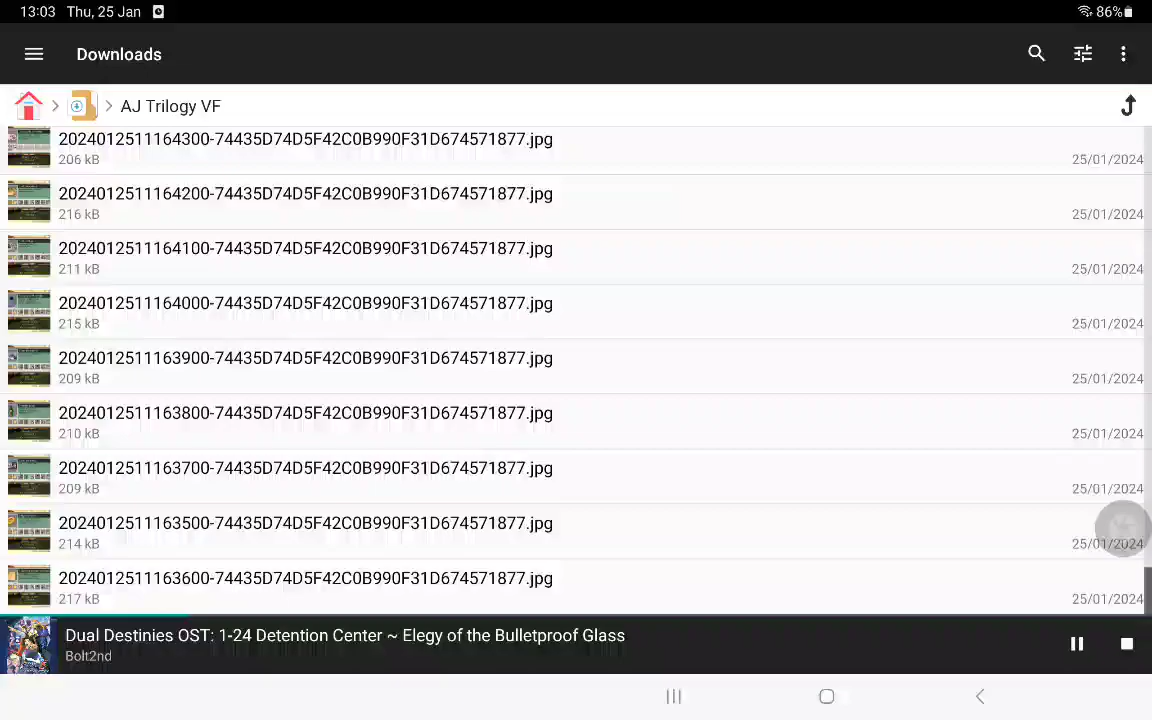 13:03 Thu, 25 Jan 86%
Downloads
AJ Trilogy VF
2024012511164300-74435D74D5F42C0B990F31D674571877.jpg
206 kB 25/01/2024
2024012511164200-74435D74D5F42C0B990F31D674571877.jpg
216 kB 25/01/2024
2024012511164100-74435D74D5F42C0B990F31D674571877.jpg
211 kB 25/01/2024
2024012511164000-74435D74D5F42C0B990F31D674571877.jpg
215 kB 25/01/2024
2024012511163900-74435D74D5F42C0B990F31D674571877.jpg
209 kB 25/01/2024
2024012511163800-74435D74D5F42C0B990F31D674571877.jpg
210 kB 25/01/2024
2024012511163700-74435D74D5F42C0B990F31D674571877.jpg
209 kB 25/01/2024
2024012511163500-74435D74D5F42C0B990F31D674571877.jpg
214 kB 25/01/2024
2024012511163600-74435D74D5F42C0B990F31D674571877.jpg
217 kB 25/01/2024
Dual Destinies OST: 1-24 Detention Center ~ Elegy of the Bulletproof Glass
Bolt2nd